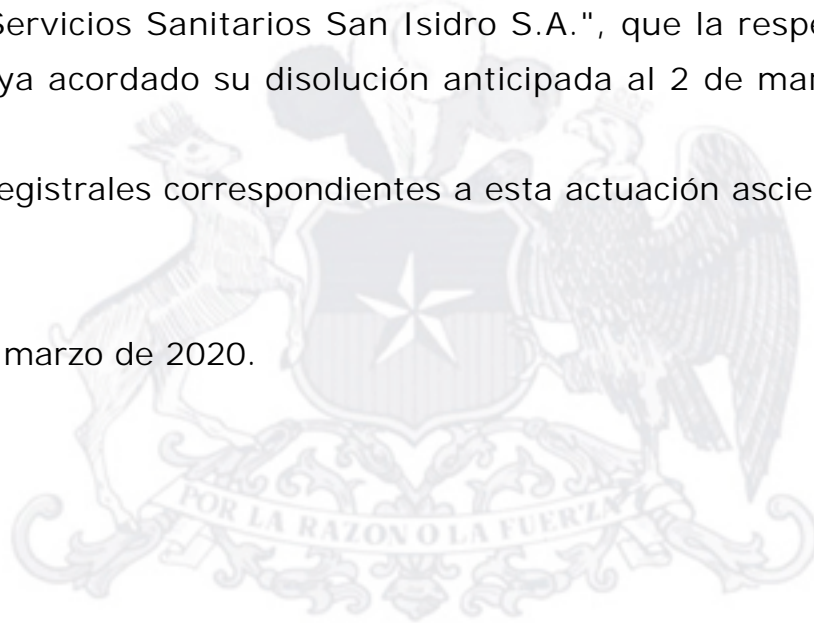 Servicios Sanitarios San Isidro S.A.", que la respe
ya acordado su disolución anticipada al 2 de mar
egistrales correspondientes a esta actuación ascie
marzo de 2020.
POR LA RAZON O LA FUERZA